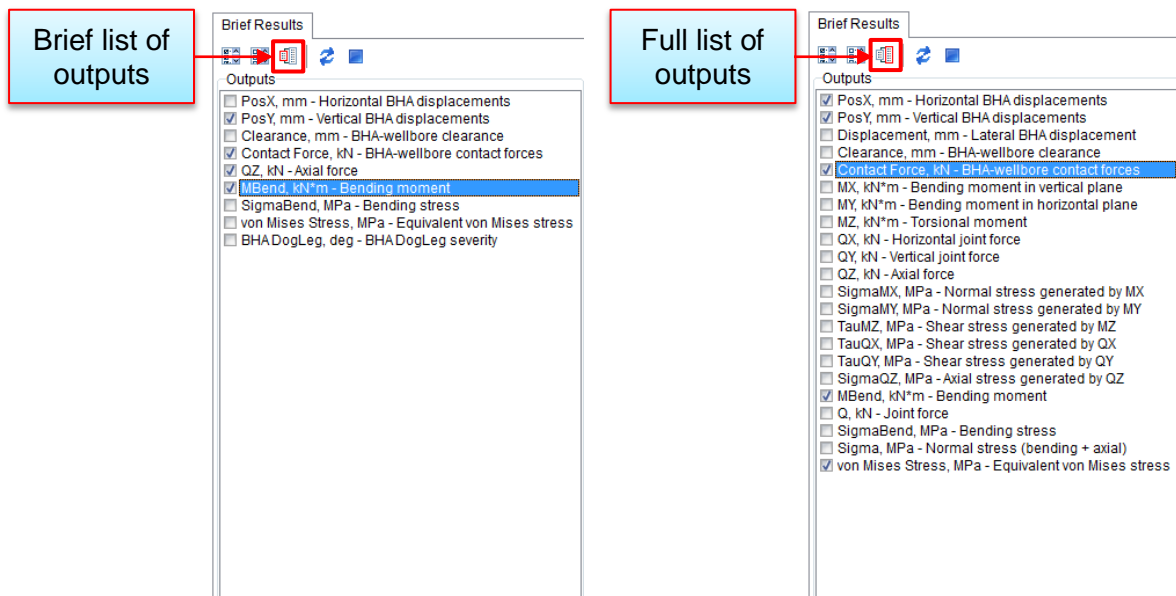 Brief list of
outputs
Brief Results
Outputs
PosX, mm - Horizontal BHA displacements
PosY, mm - Vertical BHA displacements
Clearance, mm - BHA-wellbore clearance
Contact Force, kN - BHA-wellbore contact forces
QZ, kN - Axial force
MBend, kN*m - Bending moment
SigmaBend, MPa - Bending stress
von Mises Stress, MPa - Equivalent von Mises stress
BHA DogLeg, deg - BHA DogLeg severity
Full list of
outputs
Brief Results
Outputs
PosX, mm - Horizontal BHA displacements
PosY, mm - Vertical BHA displacements
Displacement, mm - Lateral BHA displacement
Clearance, mm - BHA-wellbore clearance
Contact Force, kN - BHA-wellbore contact forces
MX, kN*m - Bending moment in vertical plane
MY, kN*m - Bending moment in horizontal plane
MZ, kN*m - Torsional moment
QX, kN - Horizontal joint force
QY, kN - Vertical joint force
QZ, kN - Axial force
SigmaMX, MPa - Normal stress generated by MX
SigmaMY, MPa - Normal stress generated by MY
TauMZ, MPa - Shear stress generated by MZ
TauQX, MPa - Shear stress generated by QX
TauQY, MPa - Shear stress generated by QY
SigmaQZ, MPa - Axial stress generated by QZ
MBend, kN*m - Bending moment
Q, kN - Joint force
SigmaBend, MPa - Bending stress
Sigma, MPa - Normal stress (bending + axial)
von Mises Stress, MPa - Equivalent von Mises stress